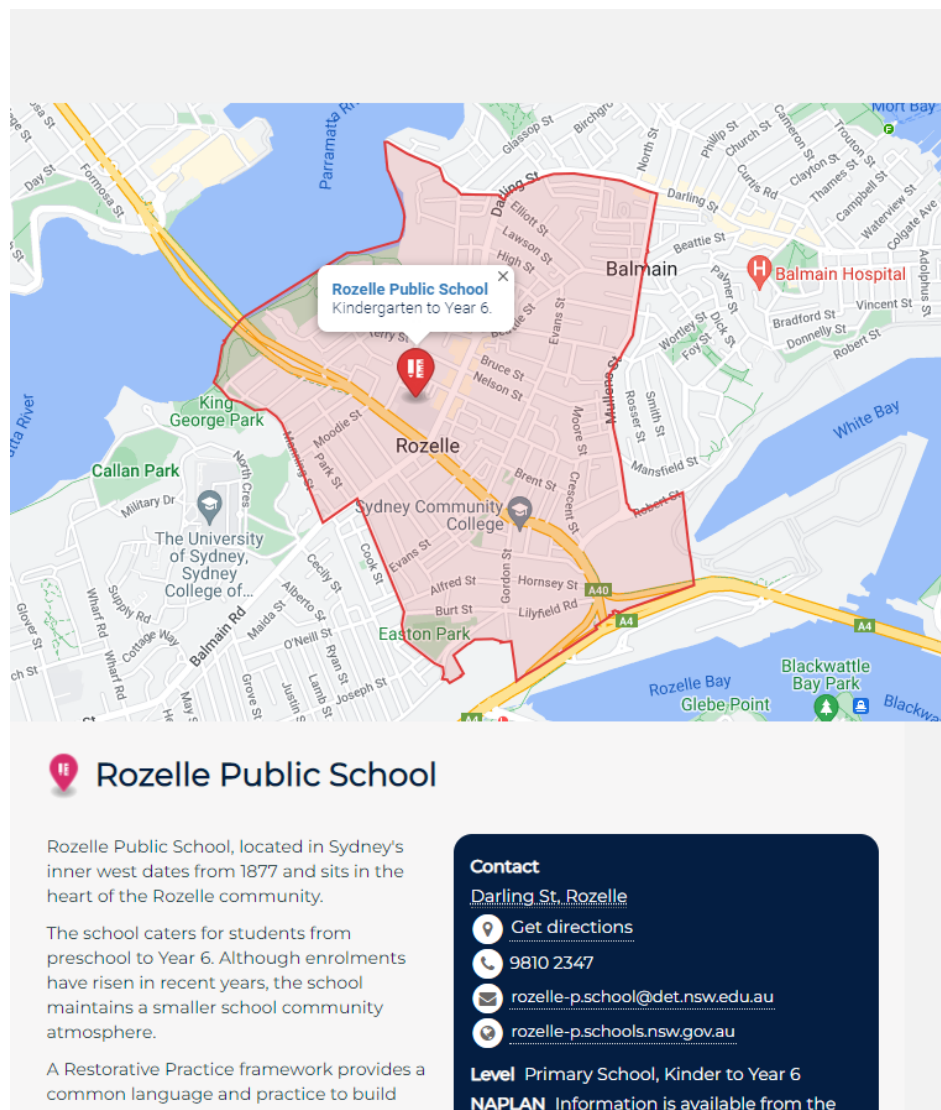 Mort Bay
Parramatta Ri
Glassop St
Birchgr
North St
Philip St
Church St
Cameron St
Trouton St
Clayton St
Thames St
Campbell St
Curtis Rd
Waterview St
Colgate Ave
Day St
Formosa St
Darling St
Darling St
Elliott St
Lawson St
High St
Beattie St
Balmain
Palmer St
H
Balmain Hospital
Adolphus St
Rozelle Public School
×
Kindergarten to Year 6.
Vincent St
Bradford St
Donnelly St
Robert St
Wortley St
Dick St
Foy St
Evans St
Terry St
Bruce St
Nelson St
Mullens St
Rosser St
Smith St
King
George Park
Moodie St
Moore St
White Bay
Rozelle
Manning St
Park St
Callan Park
Mansfield St
North Cres
Military Dr
Brent St
Crescent St
Robert St
Sydney Community
College
The University
of Sydney,
Sydney
College of...
Cook St
Evans St
Cecily St
Gordon St
Alfred St
Hornsey St
A40
Alberto St
Burt St
Lilyfield Rd
A4
A4
Glover St
Wharf Rd
Supply Rd
Cottage Way
Balmain Rd
Maida St
O'Neill St
Easton Park
Ryan St
Wharf Rd
ch St
May S
Grove St
Justin S
Lamb St
Joseph St
Rozelle Bay
Blackwattle
Bay Park
Glebe Point
Blackwa
A4
Rozelle Public School
Rozelle Public School, located in Sydney's
inner west dates from 1877 and sits in the
heart of the Rozelle community.
The school caters for students from
preschool to Year 6. Although enrolments
have risen in recent years, the school
maintains a smaller school community
atmosphere.
A Restorative Practice framework provides a
common language and practice to build
Contact
Darling St, Rozelle
Get directions
9810 2347
rozelle-p.school@det.nsw.edu.au
rozelle-p.schools.nsw.gov.au
Level Primary School, Kinder to Year 6
NAPLAN Information is available from the